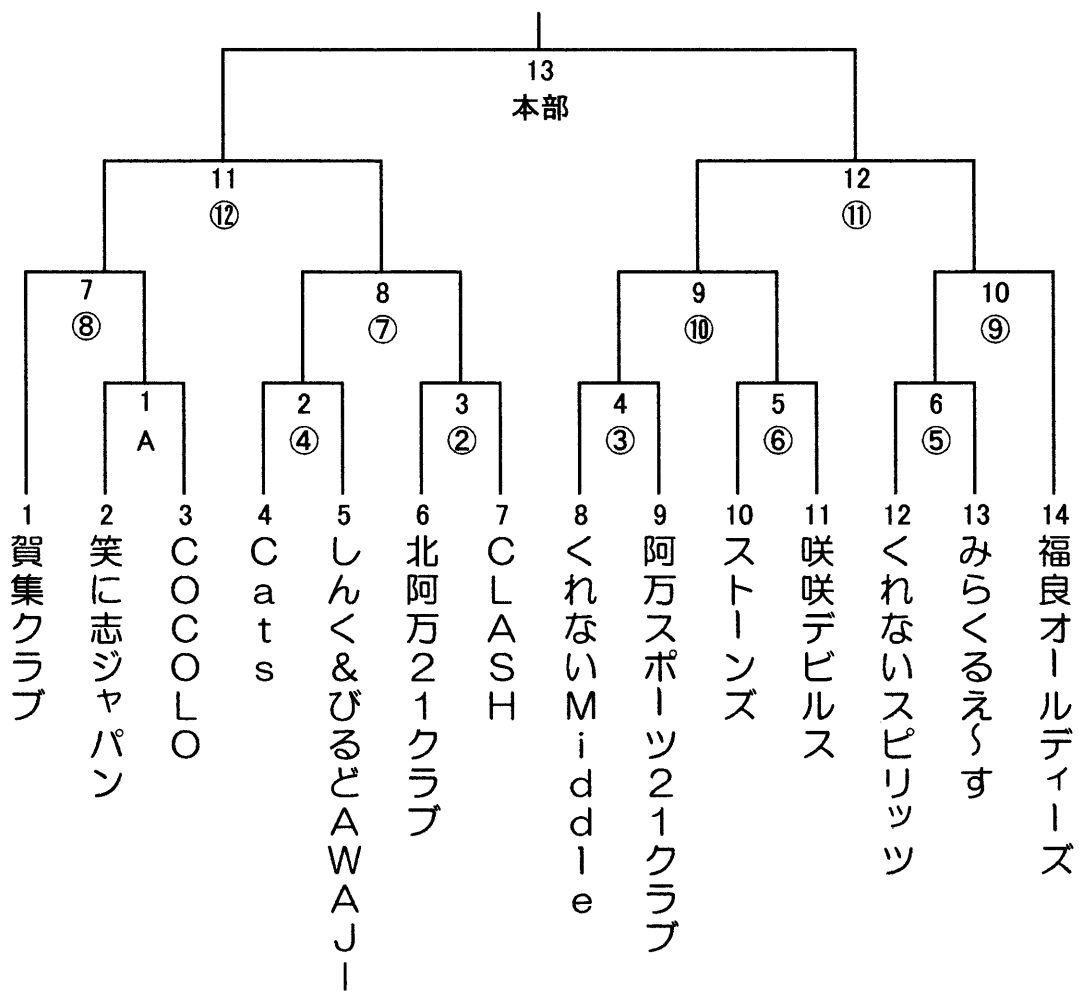 13
本部
11
12
⑫
⑪
7
8
9
10
⑧
⑦
⑩
⑨
1
2
3
4
5
6
A
④
②
③
⑥
⑤
1
賀集クラブ
2
笑に志ジャパン
3
COCOLO
4
Cats
5
しんく&びるどAWAJI
6
北阿万21クラブ
7
CLASH
8
くれないMiddle
9
阿万スポーツ21クラブ
10
ストーンズ
11
咲咲デビルス
12
くれないスピリッツ
13
みらくるえ～す
14
福良オールディーズ